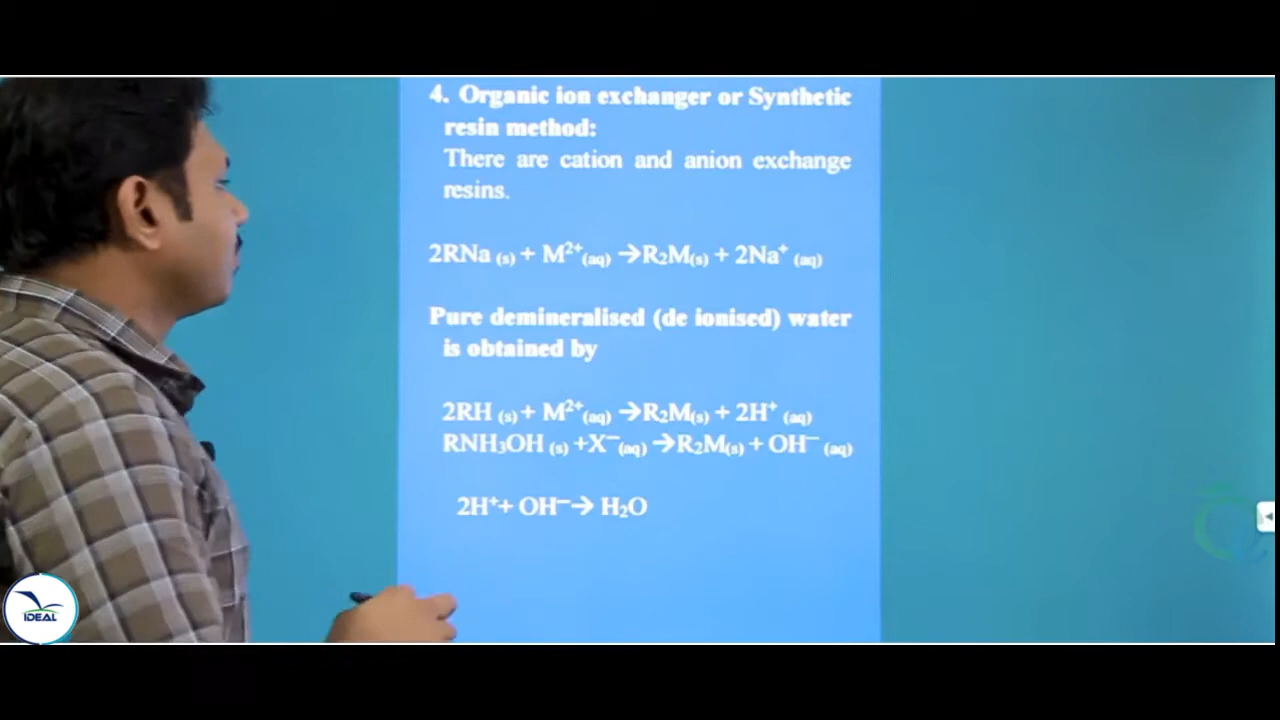 4. Organic ion exchanger or Synthetic
resin method:
There are cation and anion exchange
resins.
2RNa (s) + M²⁺(aq) →R₂M(s) + 2Na⁺ (aq)
Pure demineralised (de ionised) water
is obtained by
2RH (s) + M²⁺(aq) →R₂M(s) + 2H⁺ (aq)
RNH₃OH (s) +X⁻(aq) →R₂M(s) + OH⁻ (aq)
2H⁺+ OH⁻→ H₂O
IDEAL